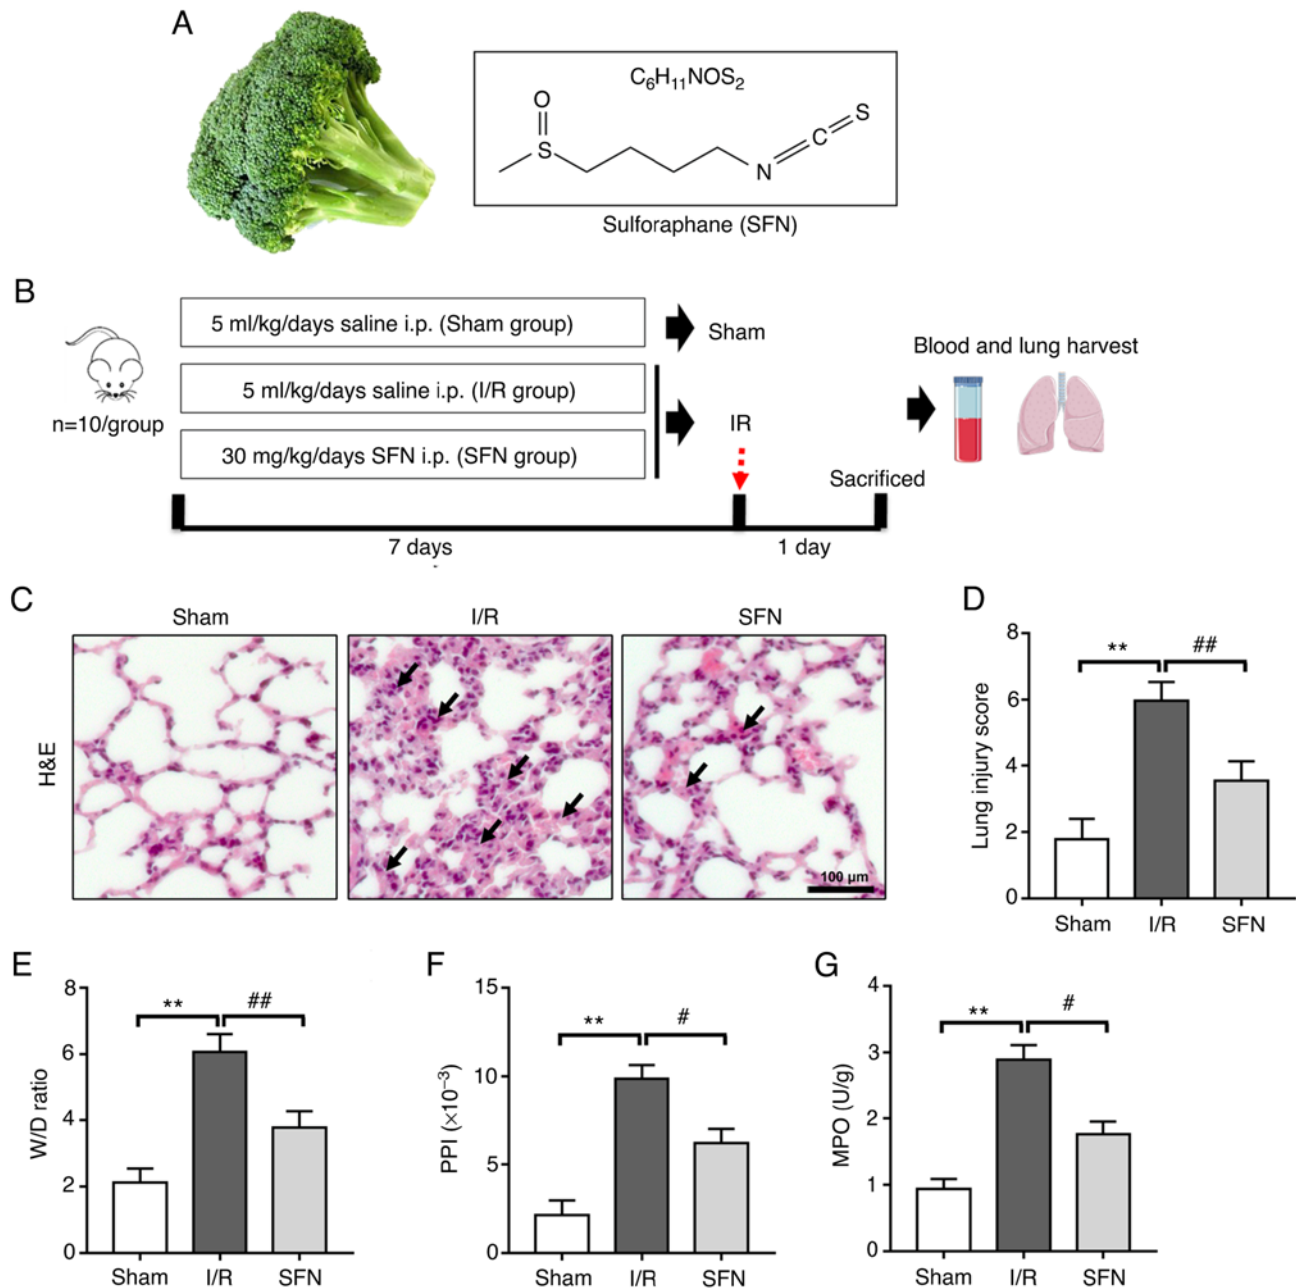 A
C₆H₁₁NOS₂
O
S
N
C
S
Sulforaphane (SFN)
B
n=10/group
5 ml/kg/days saline i.p. (Sham group)
5 ml/kg/days saline i.p. (I/R group)
30 mg/kg/days SFN i.p. (SFN group)
Sham
IR
Sacrificed
Blood and lung harvest
7 days
1 day
C
Sham
I/R
SFN
H&E
100 µm
D
Lung injury score
8
6
4
2
0
**
##
Sham
I/R
SFN
E
W/D ratio
8
6
4
2
0
**
##
Sham
I/R
SFN
F
PPI (×10⁻³)
15
10
5
0
**
#
Sham
I/R
SFN
G
MPO (U/g)
4
3
2
1
0
**
#
Sham
I/R
SFN